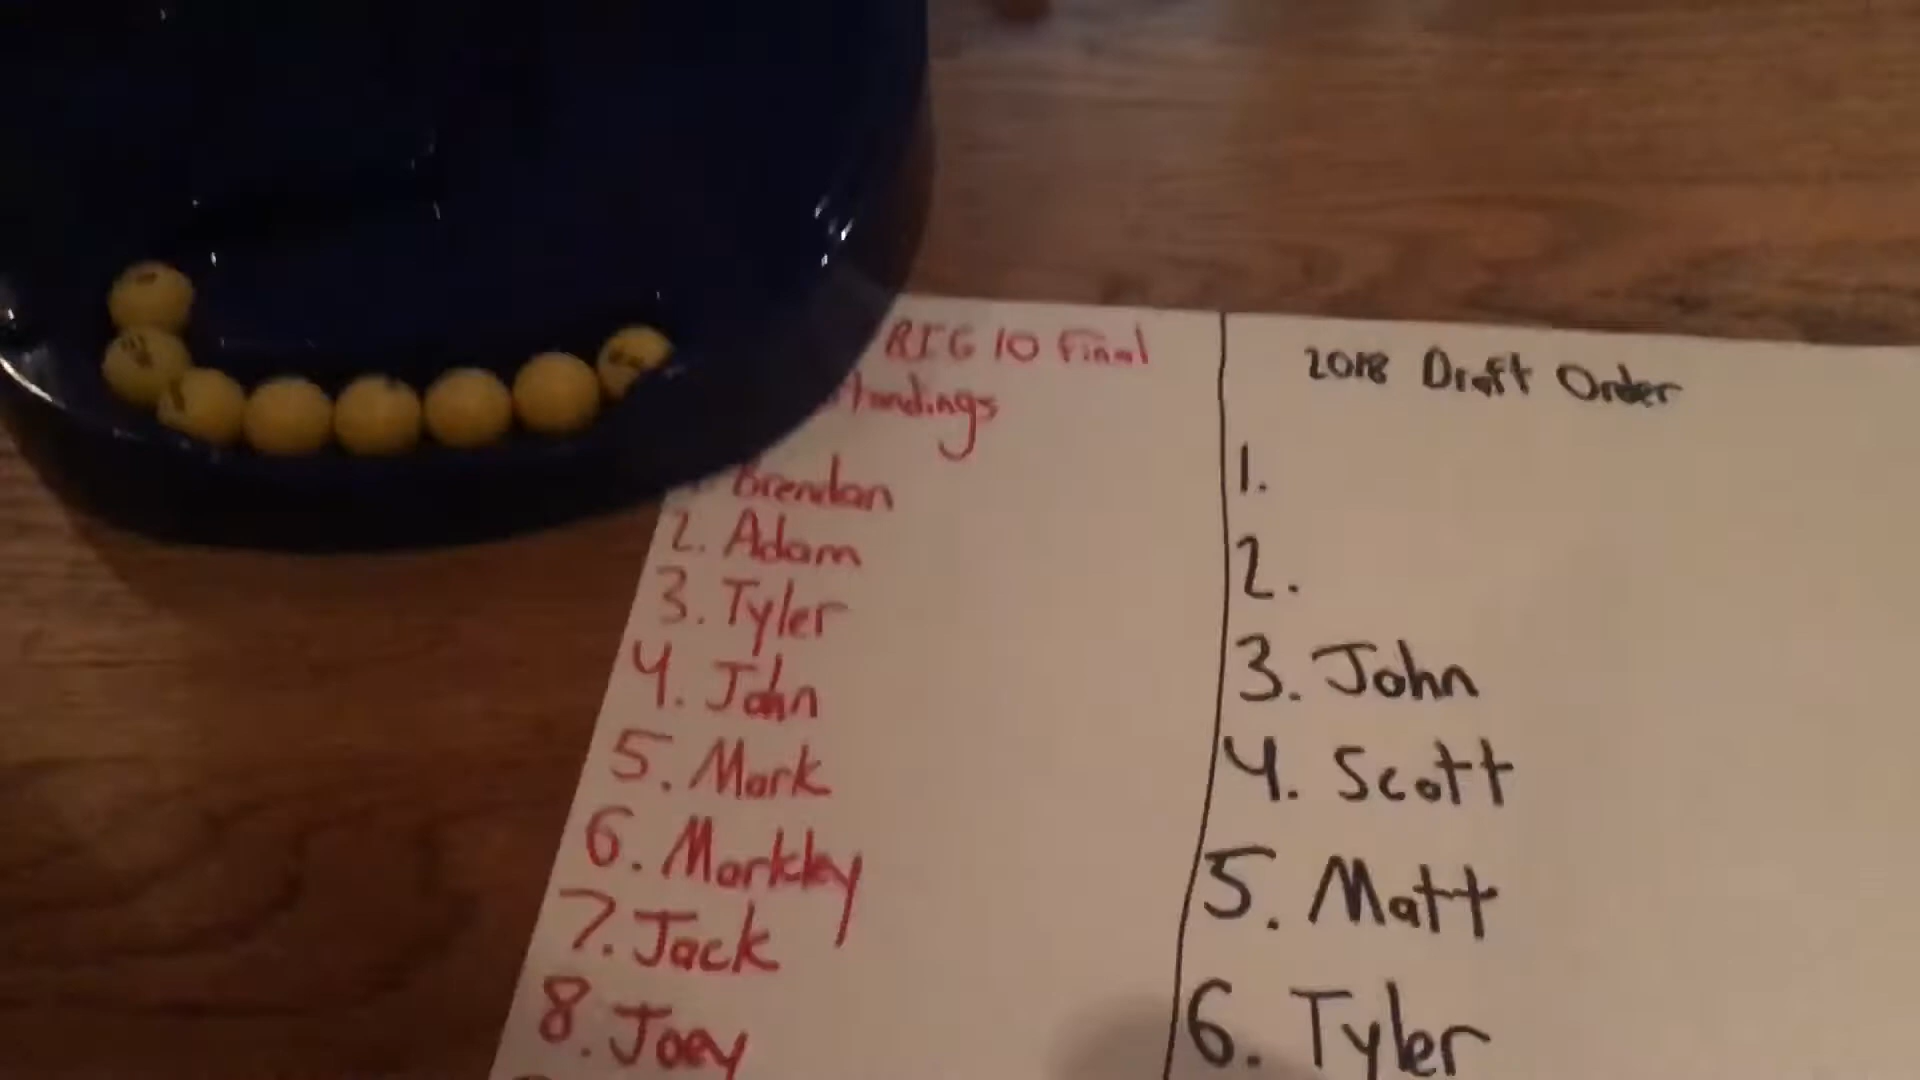 RIG 10 Final
Standings
Brendan
2. Adam
3. Tyler
4. John
5. Mark
6. Markley
7. Jack
8. Joey
2018 Draft Order
1.
2.
3. John
4. Scott
5. Matt
6. Tyler